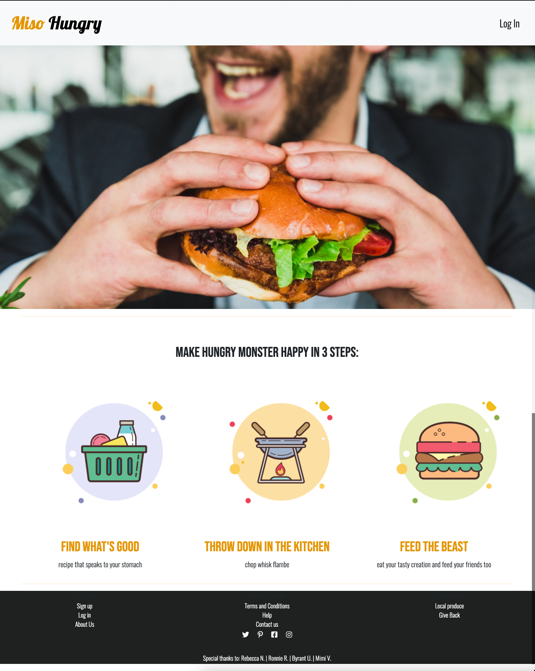 Miso Hungry
Log In
MAKE HUNGRY MONSTER HAPPY IN 3 STEPS:
FIND WHAT'S GOOD
recipe that speaks to your stomach
THROW DOWN IN THE KITCHEN
chop whisk flambe
FEED THE BEAST
eat your tasty creation and feed your friends too
Sign up
Log in
About Us
Terms and Conditions
Help
Contact us
Local produce
Give Back
Special thanks to: Rebecca N. | Ronnie R. | Byrant U. | Mimi V.